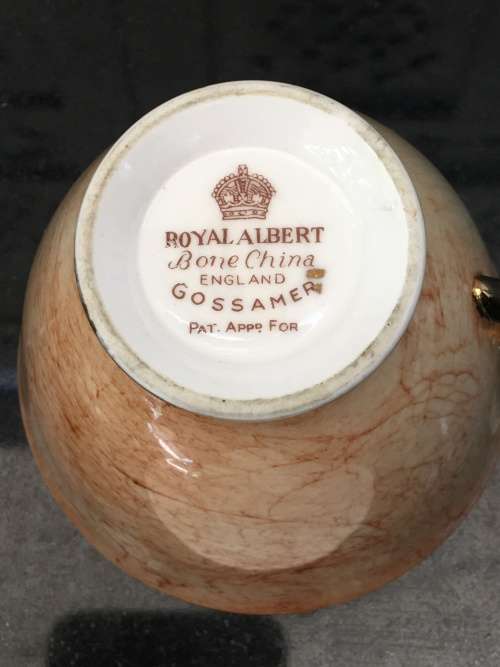 ROYAL ALBERT
Bone China
ENGLAND
GOSSAMER
PAT. APPD FOR